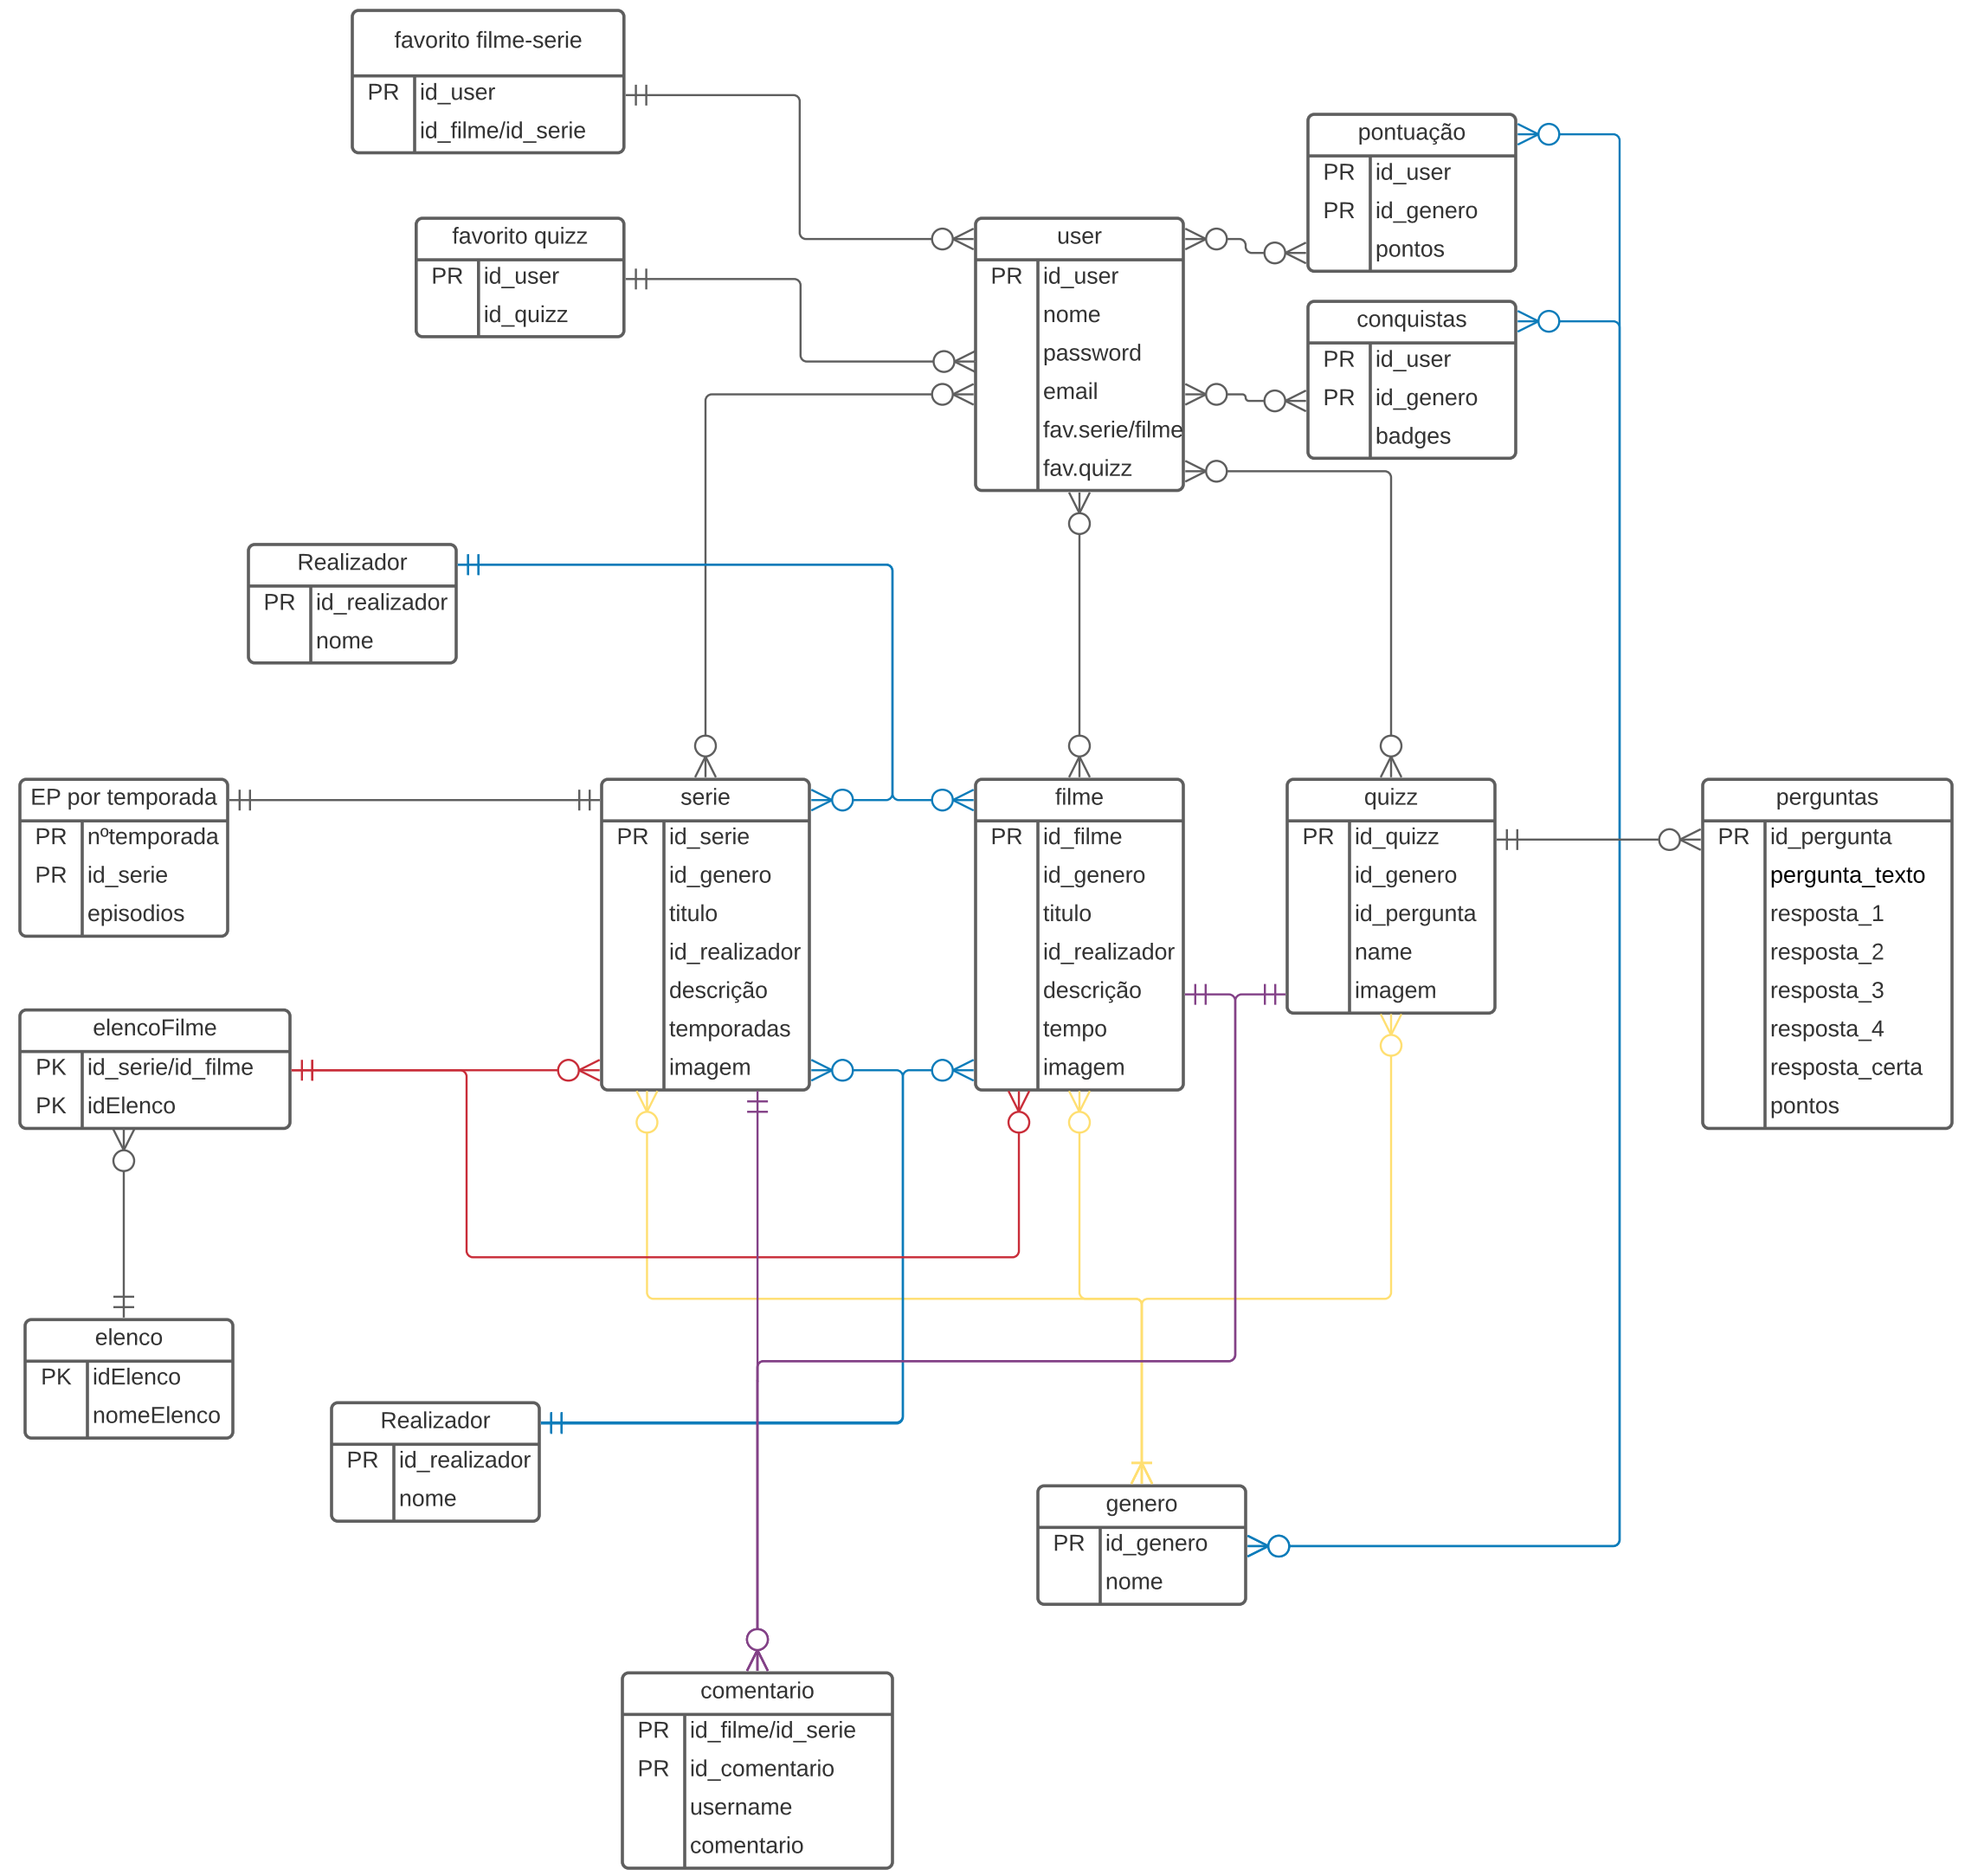 favorito filme-serie
PR id_user
id_filme/id_serie
favorito quizz
PR id_user
id_quizz
user
PR id_user
nome
password
email
fav.serie/filme
fav.quizz
pontuação
PR id_user
PR id_genero
pontos
conquistas
PR id_user
PR id_genero
badges
Realizador
PR id_realizador
nome
EP por temporada
PR nºtemporada
PR id_serie
episodios
serie
PR id_serie
id_genero
titulo
id_realizador
descrição
temporadas
imagem
filme
PR id_filme
id_genero
titulo
id_realizador
descrição
tempo
imagem
quizz
PR id_quizz
id_genero
id_pergunta
name
imagem
perguntas
PR id_pergunta
pergunta_texto
resposta_1
resposta_2
resposta_3
resposta_4
resposta_certa
pontos
elencoFilme
PK id_serie/id_filme
PK idElenco
elenco
PK idElenco
nomeElenco
Realizador
PR id_realizador
nome
genero
PR id_genero
nome
comentario
PR id_filme/id_serie
PR id_comentario
username
comentario